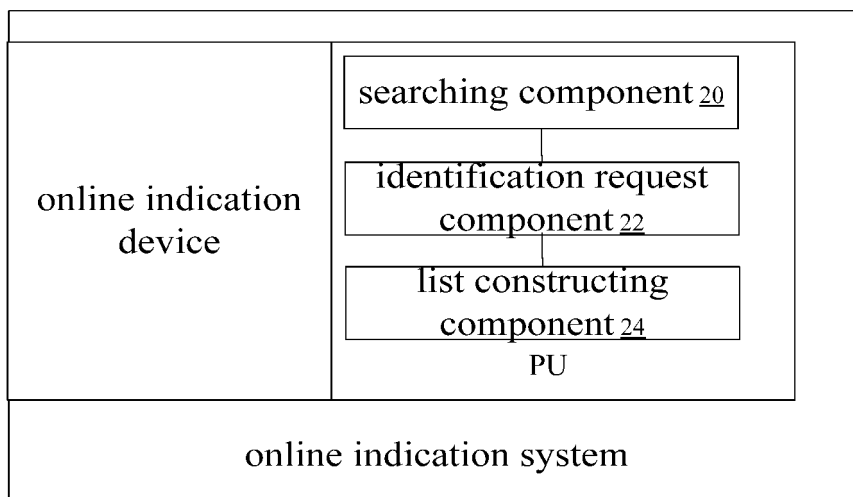 searching component 20
identification request
component 22
online indication
device
list constructing
component 24
PU
online indication system